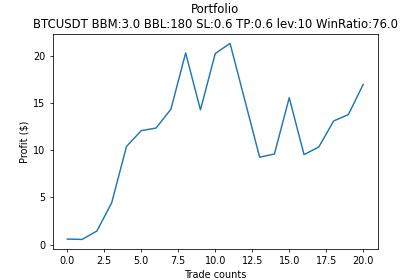 Portfolio
BTCUSDT BBM:3.0 BBL:180 SL:0.6 TP:0.6 lev:10 WinRatio:76.0
20
15
10
5
0
Profit ($)
0.0 2.5 5.0 7.5 10.0 12.5 15.0 17.5 20.0
Trade counts